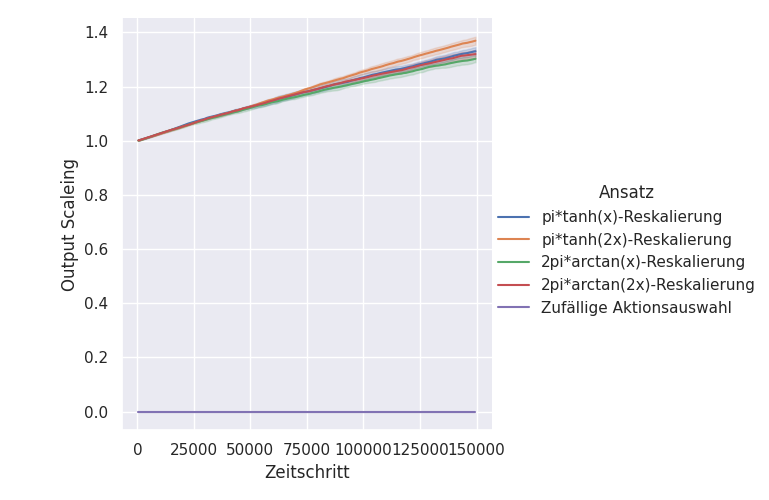 1.4
1.2
1.0
0.8
0.6
0.4
0.2
0.0
Output Scaleing
0 25000 50000 75000 100000 125000 150000
Zeitschritt
Ansatz
pi*tanh(x)-Reskalierung
pi*tanh(2x)-Reskalierung
2pi*arctan(x)-Reskalierung
2pi*arctan(2x)-Reskalierung
Zufällige Aktionsauswahl